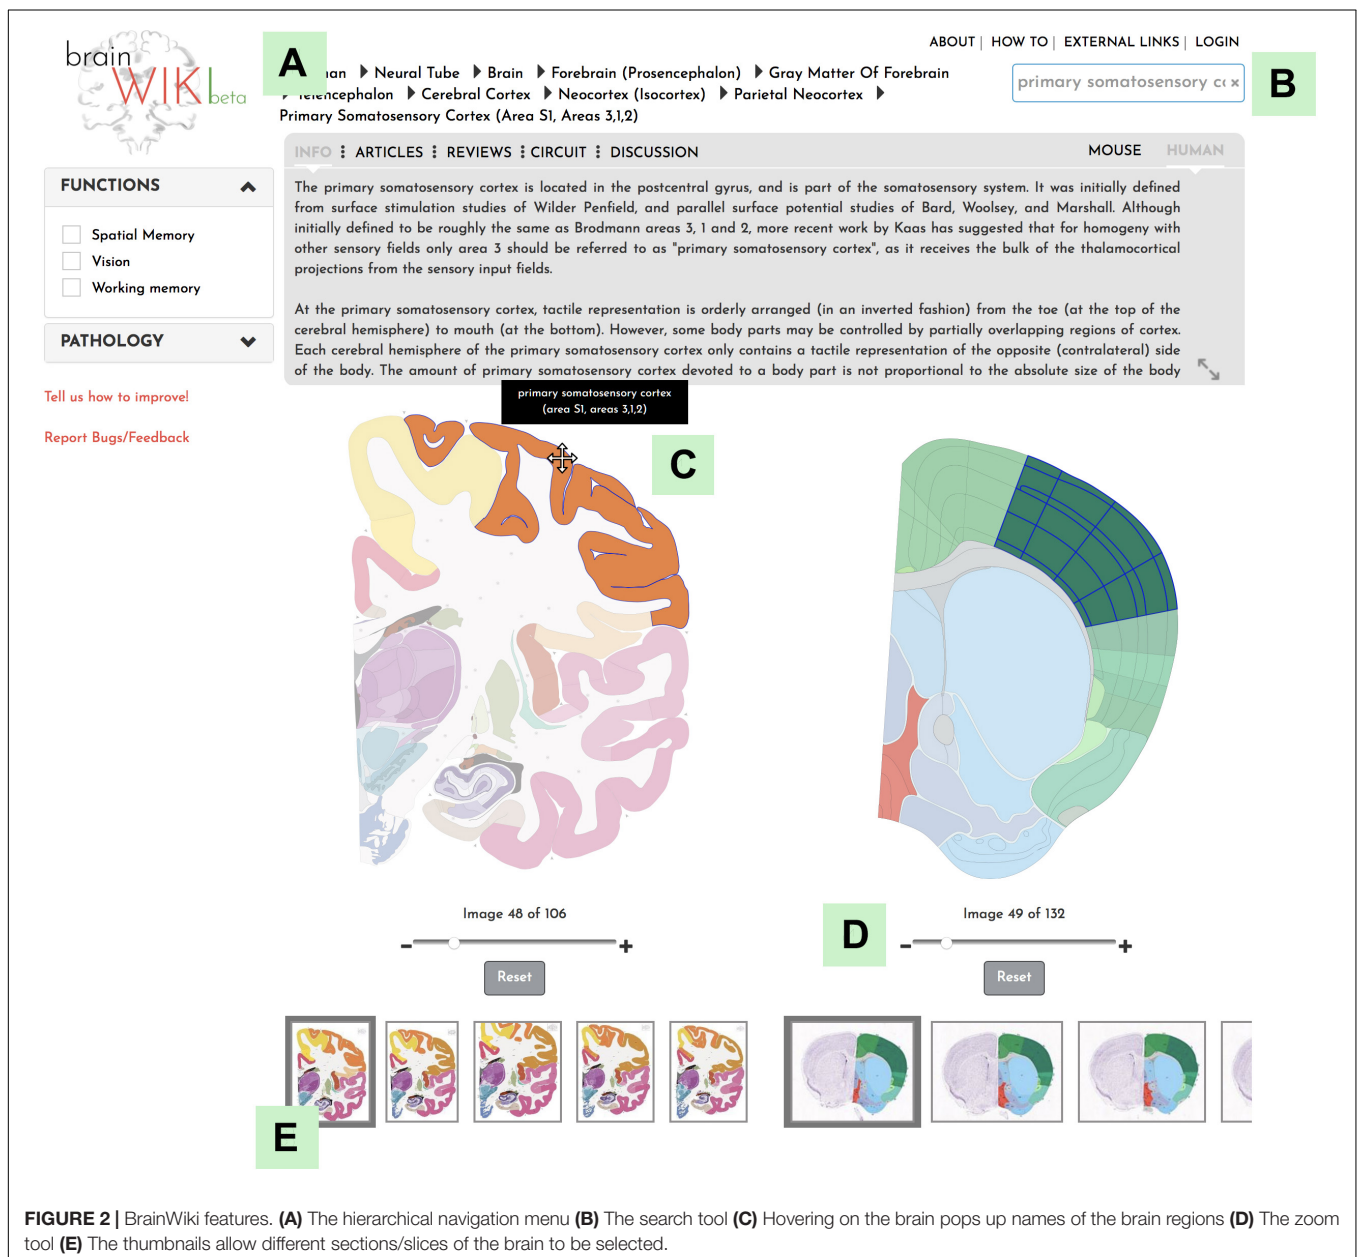 brain
WIKI beta
A
Neural Tube
Brain
Forebrain (Prosencephalon)
Gray Matter Of Forebrain
Telencephalon
Cerebral Cortex
Neocortex (Isocortex)
Parietal Neocortex
Primary Somatosensory Cortex (Area S1, Areas 3,1,2)
ABOUT | HOW TO | EXTERNAL LINKS | LOGIN
primary somatosensory x
B
INFO ARTICLES REVIEWS CIRCUIT DISCUSSION MOUSE HUMAN
The primary somatosensory cortex is located in the postcentral gyrus, and is part of the somatosensory system. It was initially defined
from surface stimulation studies of Wilder Penfield, and parallel surface potential studies of Bard, Woolsey, and Marshall. Although
initially defined to be roughly the same as Brodmann areas 3, 1 and 2, more recent work by Kaas has suggested that for homogeny with
other sensory fields only area 3 should be referred to as "primary somatosensory cortex", as it receives the bulk of the thalamocortical
projections from the sensory input fields.
At the primary somatosensory cortex, tactile representation is orderly arranged (in an inverted fashion) from the toe (at the top of the
cerebral hemisphere) to mouth (at the bottom). However, some body parts may be controlled by partially overlapping regions of cortex.
Each cerebral hemisphere of the primary somatosensory cortex only contains a tactile representation of the opposite (contralateral) side
of the body. The amount of primary somatosensory cortex devoted to a body part is not proportional to the absolute size of the body
FUNCTIONS
Spatial Memory
Vision
Working memory
PATHOLOGY
Tell us how to improve!
Report Bugs/Feedback
primary somatosensory cortex
(area S1, areas 3,1,2)
C
Image 48 of 106
Reset
D
Image 49 of 132
Reset
E
FIGURE 2 | BrainWiki features. (A) The hierarchical navigation menu (B) The search tool (C) Hovering on the brain pops up names of the brain regions (D) The zoom
tool (E) The thumbnails allow different sections/slices of the brain to be selected.